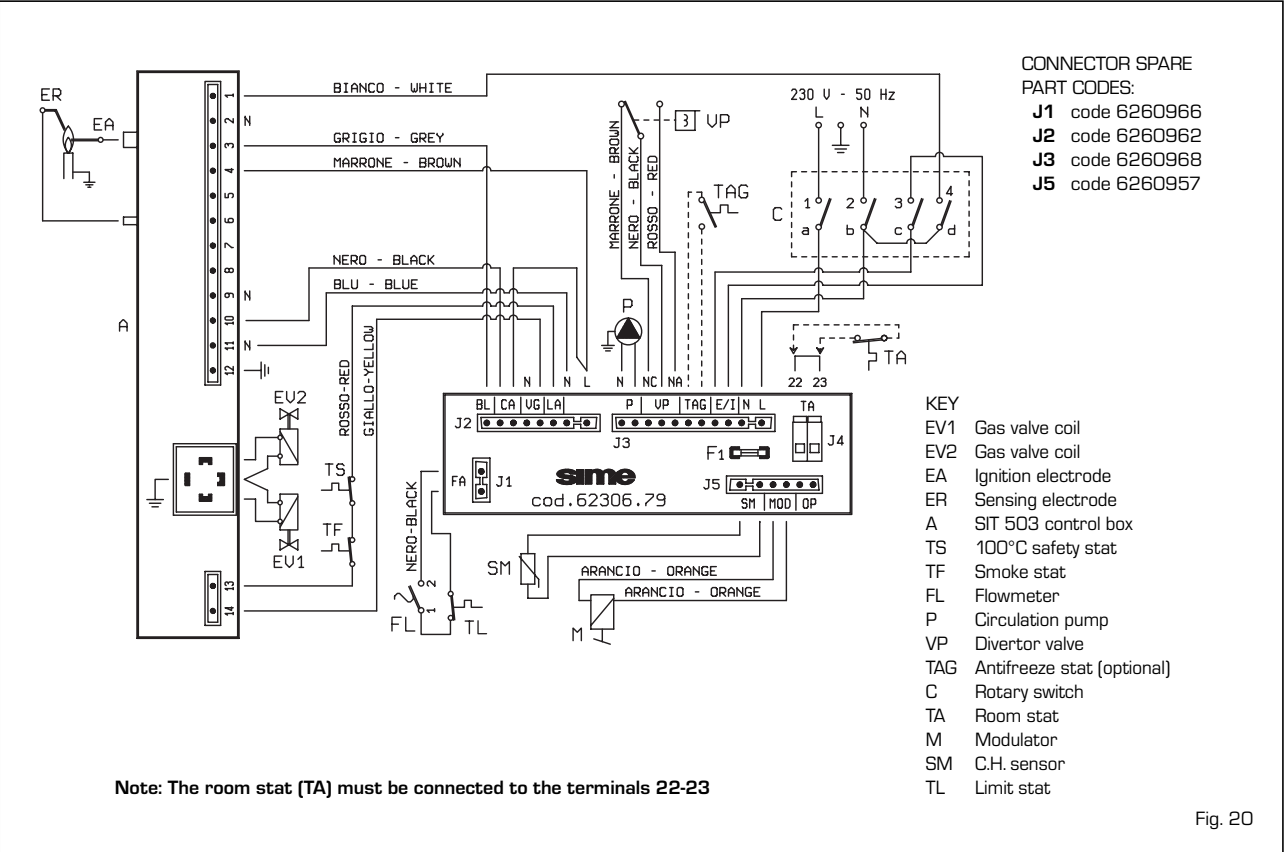 CONNECTOR SPARE
PART CODES:
J1 code 6260966
J2 code 6260962
J3 code 6260968
J5 code 6260957
ER
EA
A
1
2 N
3
4
5
6
7
8
9 N
10
11 N
12
13
14
BIANCO - WHITE
GRIGIO - GREY
MARRONE - BROWN
NERO - BLACK
BLU - BLUE
ROSSO-RED
GIALLO-YELLOW
EV2
EV1
TS
TF
MARRONE - BROWN
NERO - BLACK
ROSSO - RED
VP
TAG
230 V - 50 Hz
L N
C
1 2 3 4
a b c d
P
TA
22 23
N N L
N NC NA
BL CA VG LA
P VP TAG E/I N L
TA
J2
J3
J4
F1
FA
J1
sime
cod.62306.79
J5
SM MOD OP
NERO-BLACK
2
1
FL
TL
SM
ARANCIO - ORANGE
ARANCIO - ORANGE
M
KEY
EV1 Gas valve coil
EV2 Gas valve coil
EA Ignition electrode
ER Sensing electrode
A SIT 503 control box
TS 100°C safety stat
TF Smoke stat
FL Flowmeter
P Circulation pump
VP Divertor valve
TAG Antifreeze stat (optional)
C Rotary switch
TA Room stat
M Modulator
SM C.H. sensor
TL Limit stat
Note: The room stat (TA) must be connected to the terminals 22-23
Fig. 20